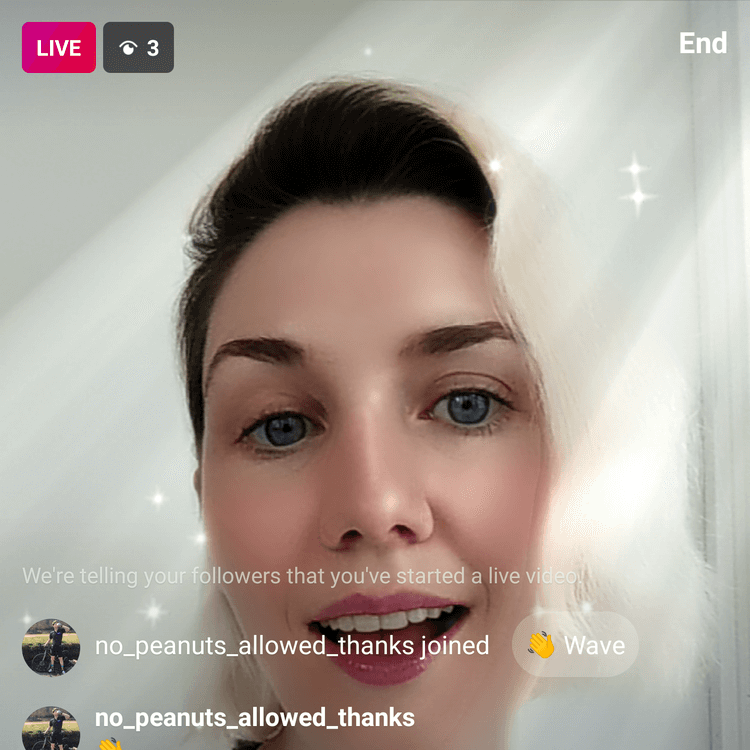 LIVE 3 End
We're telling your followers that you've started a live video.
no_peanuts_allowed_thanks joined 👋 Wave
no_peanuts_allowed_thanks
👋